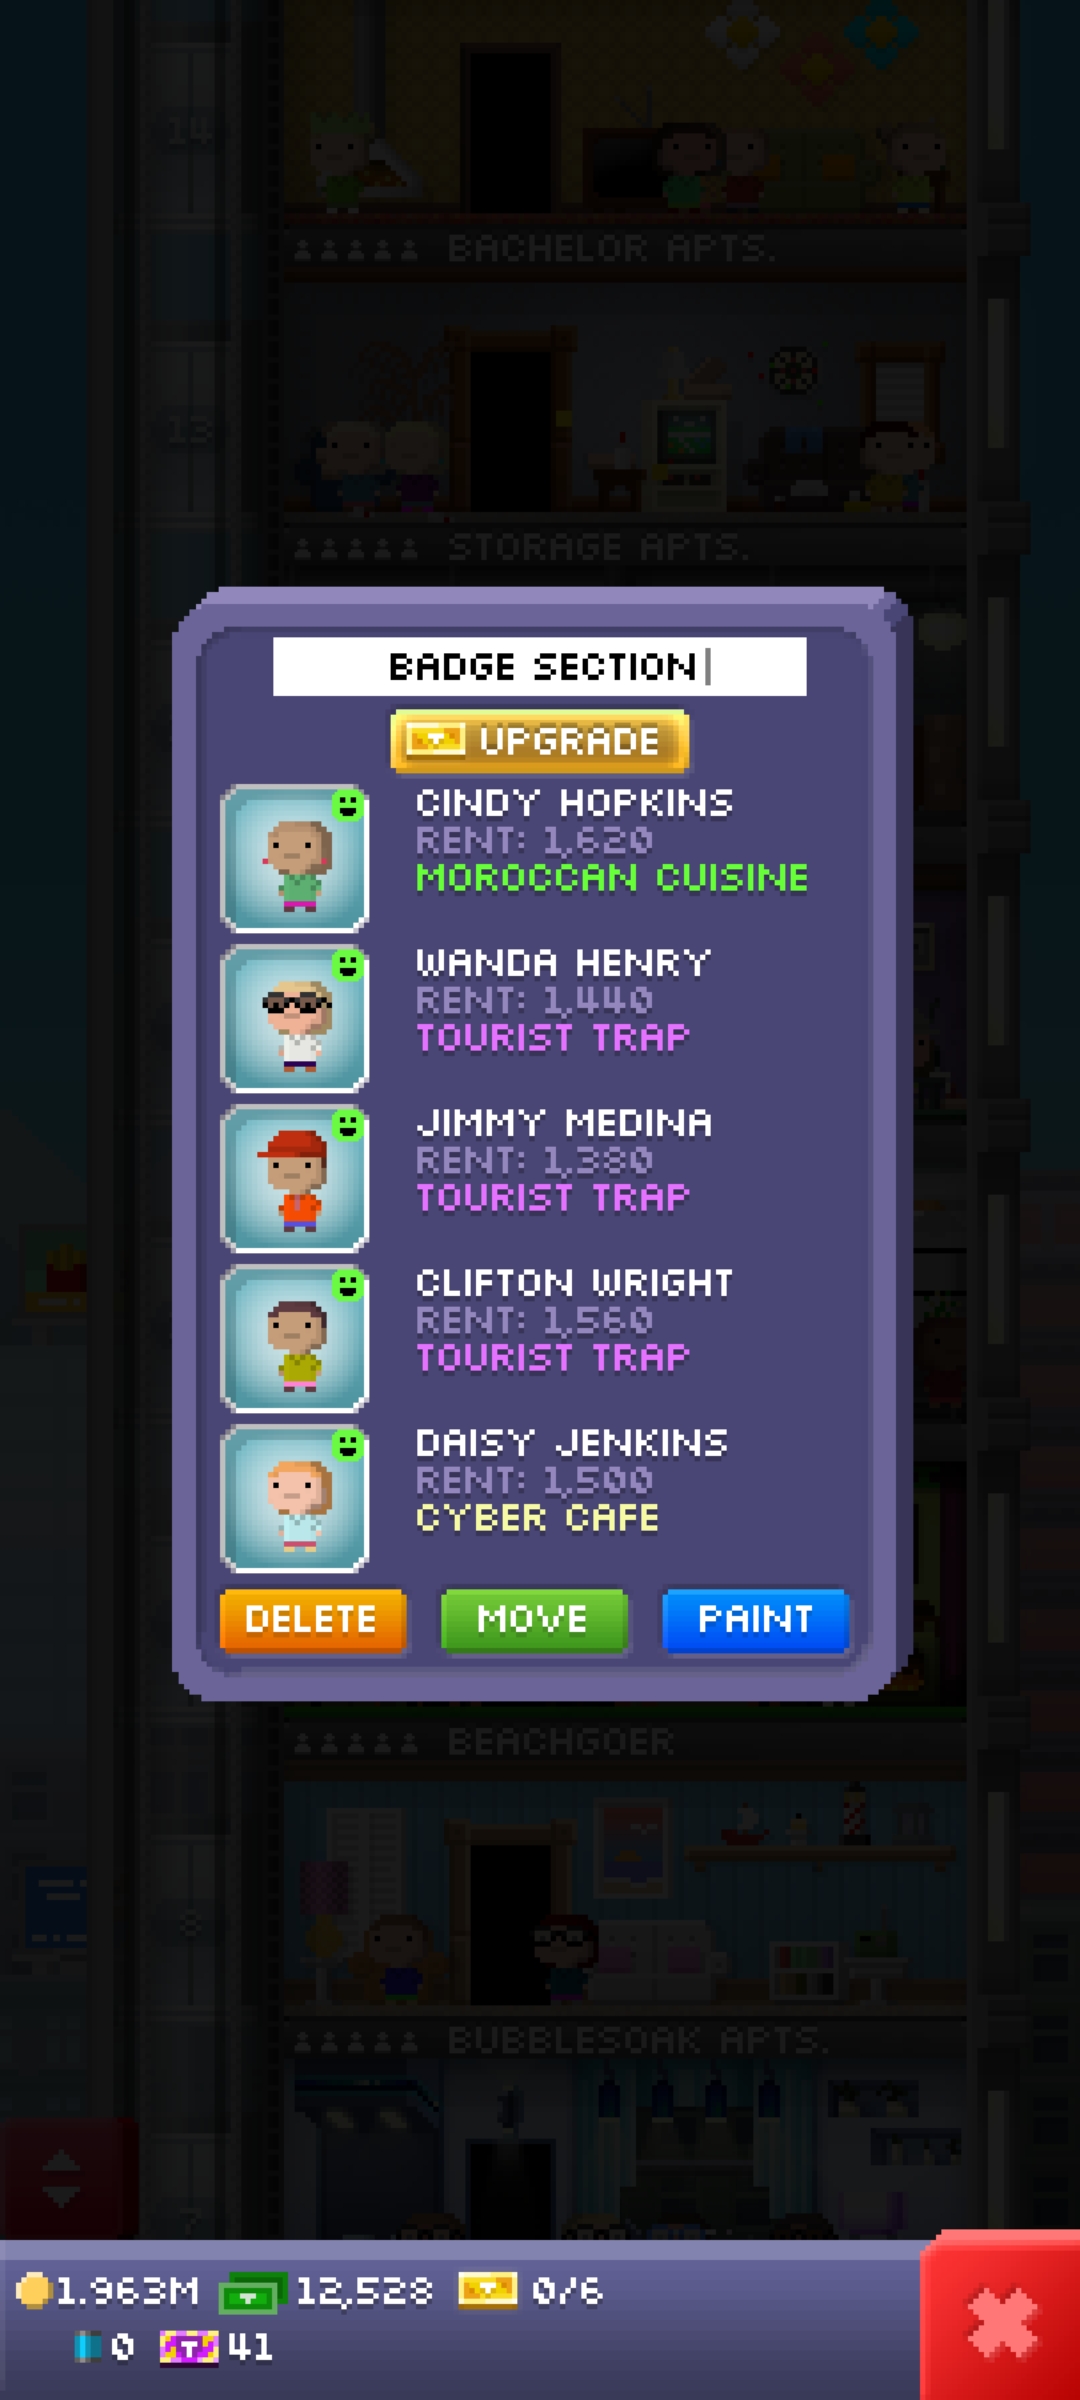 14
BACHELOR APTS.
13
STORAGE APTS.
BADGE SECTION
UPGRADE
CINDY HOPKINS
RENT: 1,620
MOROCCAN CUISINE
WANDA HENRY
RENT: 1,440
TOURIST TRAP
JIMMY MEDINA
RENT: 1,380
TOURIST TRAP
CLIFTON WRIGHT
RENT: 1,560
TOURIST TRAP
DAISY JENKINS
RENT: 1,500
CYBER CAFE
DELETE MOVE PAINT
BEACHGOER
8
BUBBLESOAK APTS.
1.963M 12,528 0/6
0 41